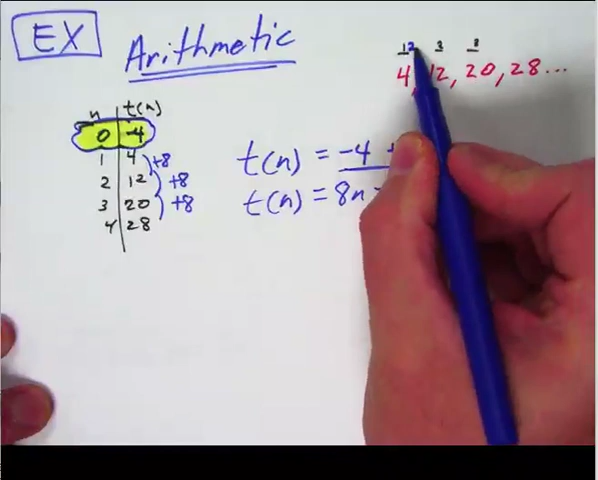 EX
Arithmetic
4, 12, 20, 28...
n t(n)
0 -4
1 4
2 12
3 20
4 28
+8
+8
+8
t(n) = -4 +
t(n) = 8n -